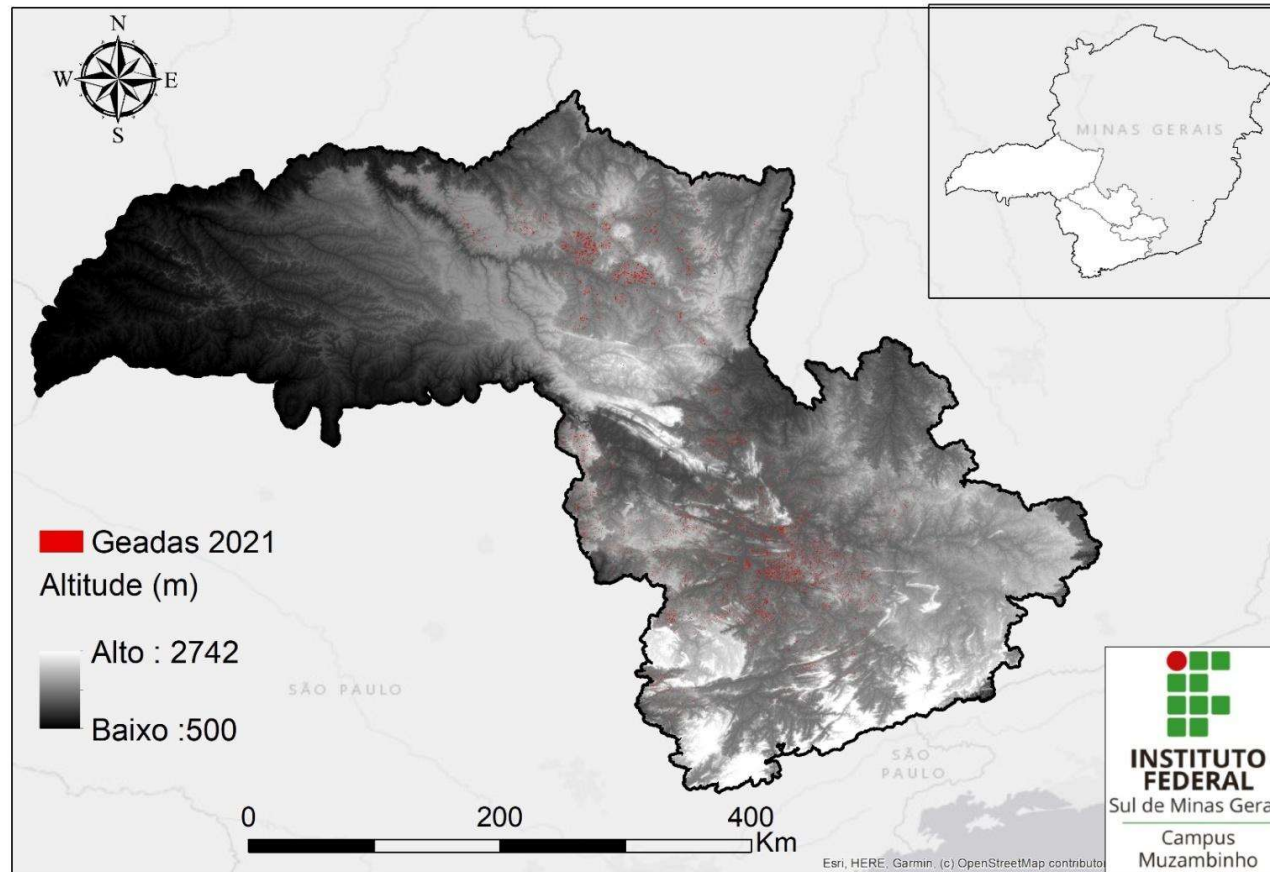 N
W E
S
MINAS GERAIS
Geadas 2021
Altitude (m)
Alto : 2742
Baixo :500
SÃO PAULO
SÃO
PAULO
0 200 400
Km
Esri, HERE, Garmin, (c) OpenStreetMap contributor
INSTITUTO
FEDERAL
Sul de Minas Gera
Campus
Muzambinho